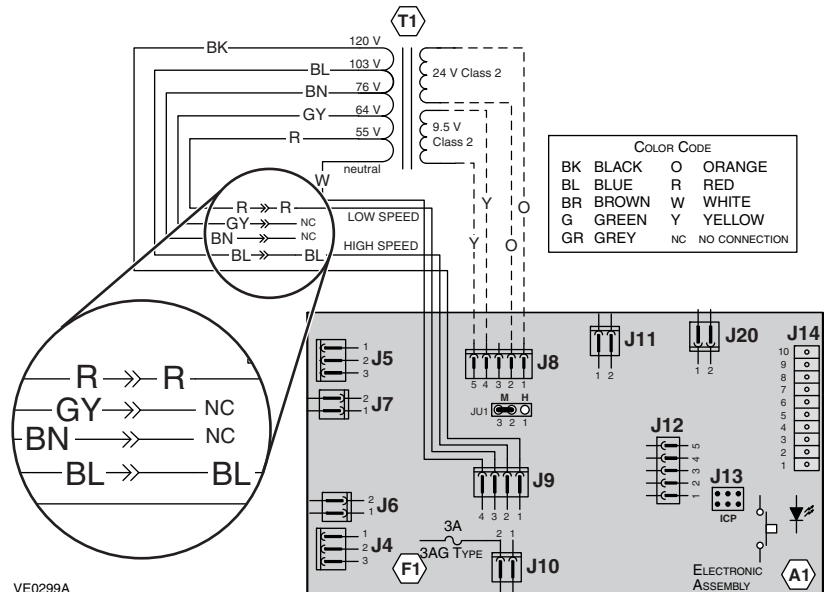 T1
BK
120 V
BL
103 V
BN
76 V
GY
64 V
R
55 V
neutral
W
24 V Class 2
9.5 V
Class 2
COLOR CODE
BK BLACK O ORANGE
BL BLUE R RED
BR BROWN W WHITE
G GREEN Y YELLOW
GR GREY NC NO CONNECTION
Y
O
Y
O
R R LOW SPEED
GY NC
BN NC
BL BL HIGH SPEED
R R
GY NC
BN NC
BL BL
J5
1
2
3
J7
2
1
J8
5 4 3 2 1
M H
JU1
3 2 1
J11
1 2
J20
1 2
J14
10
9
8
7
6
5
4
3
2
1
J12
5
4
3
2
1
J13
ICP
J9
4 3 2 1
J6
2
1
J4
1
2
3
3A
3AG TYPE
F1
2 1
J10
ELECTRONIC
ASSEMBLY
A1
VE0299A